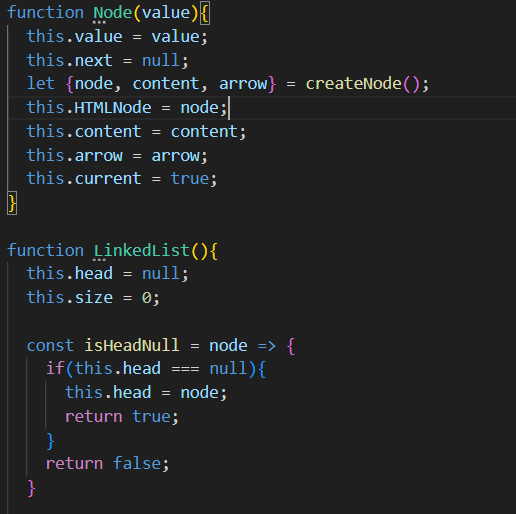 function Node(value){
this.value = value;
this.next = null;
let {node, content, arrow} = createNode();
this.HTMLNode = node;
this.content = content;
this.arrow = arrow;
this.current = true;
}
function LinkedList(){
this.head = null;
this.size = 0;
const isHeadNull = node => {
if(this.head === null){
this.head = node;
return true;
}
return false;
}